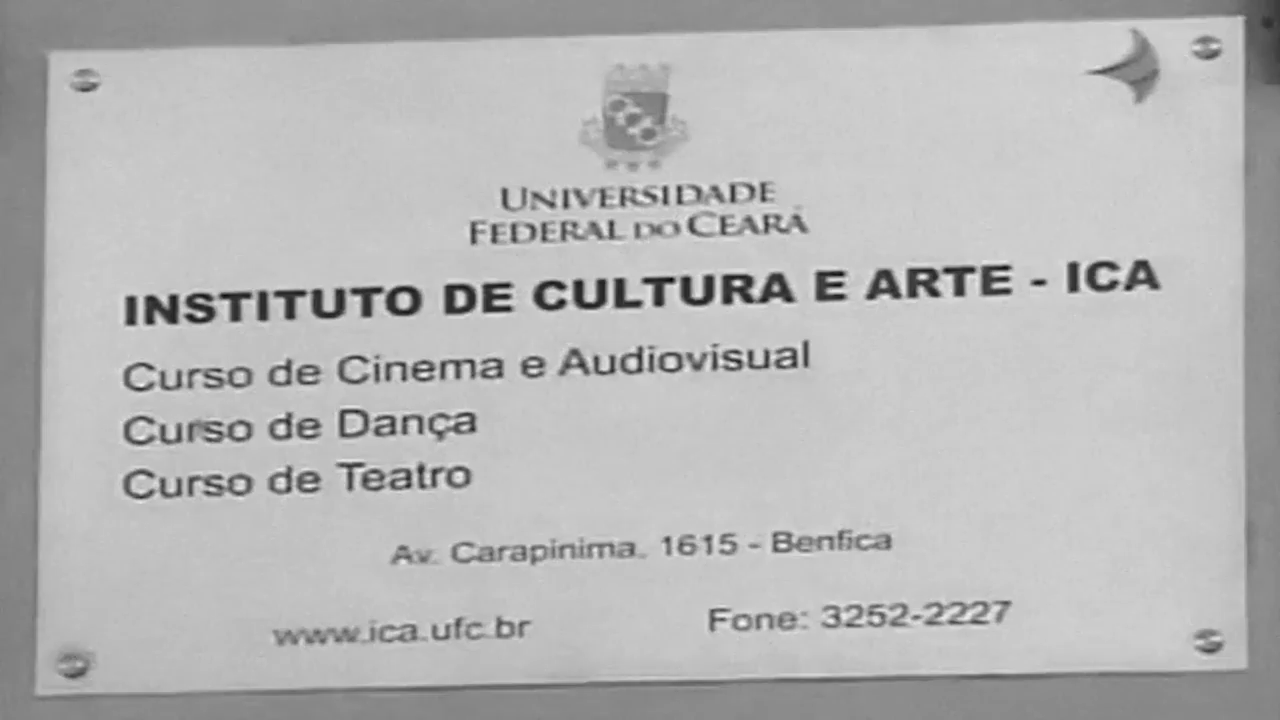 UNIVERSIDADE
FEDERAL DO CEARÁ
INSTITUTO DE CULTURA E ARTE - ICA
Curso de Cinema e Audiovisual
Curso de Dança
Curso de Teatro
Av. Carapinima, 1615 - Benfica
www.ica.ufc.br Fone: 3252-2227